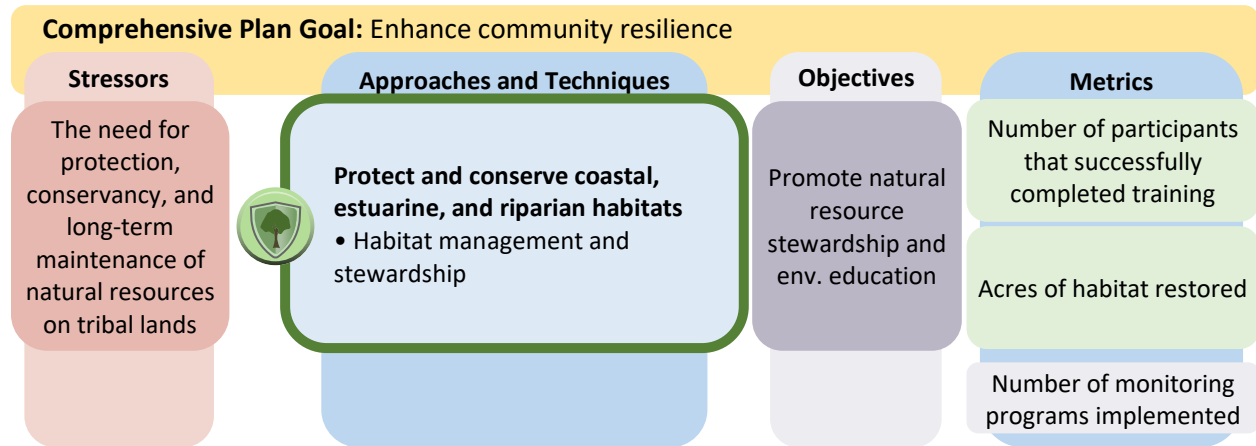 Comprehensive Plan Goal: Enhance community resilience
Stressors
The need for
protection,
conservancy, and
long-term
maintenance of
natural resources
on tribal lands
Approaches and Techniques
Protect and conserve coastal,
estuarine, and riparian habitats
• Habitat management and
stewardship
Objectives
Promote natural
resource
stewardship and
env. education
Metrics
Number of participants
that successfully
completed training
Acres of habitat restored
Number of monitoring
programs implemented